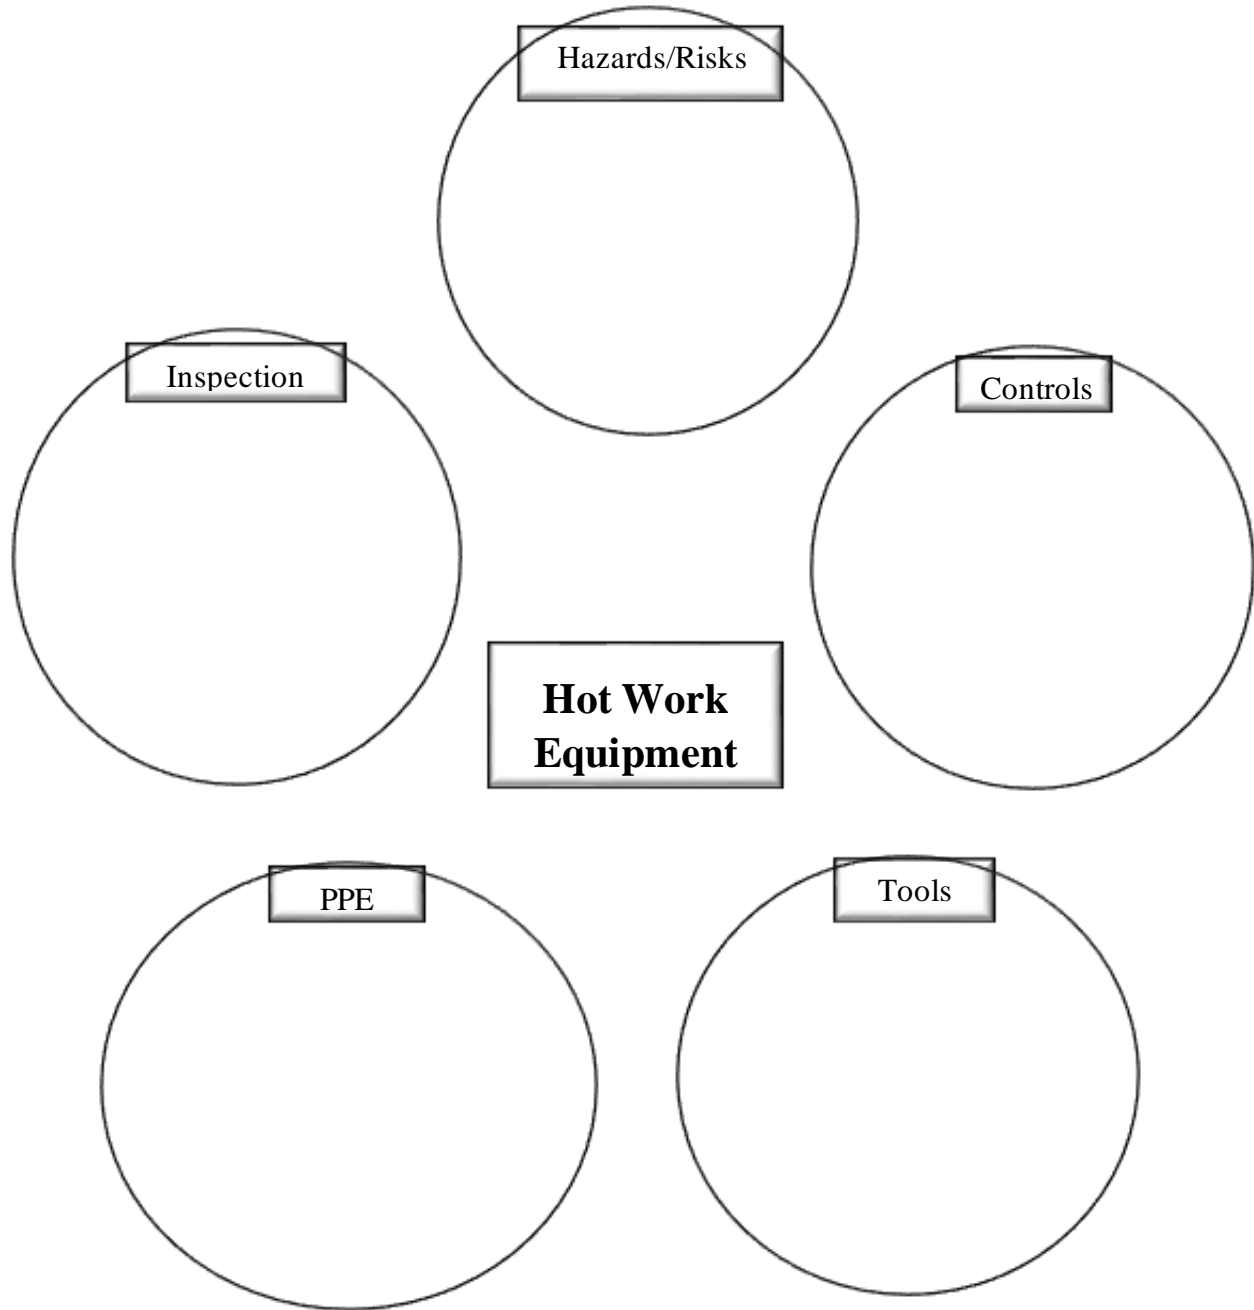 Hazards/Risks
Inspection
Controls
Hot Work
Equipment
PPE
Tools